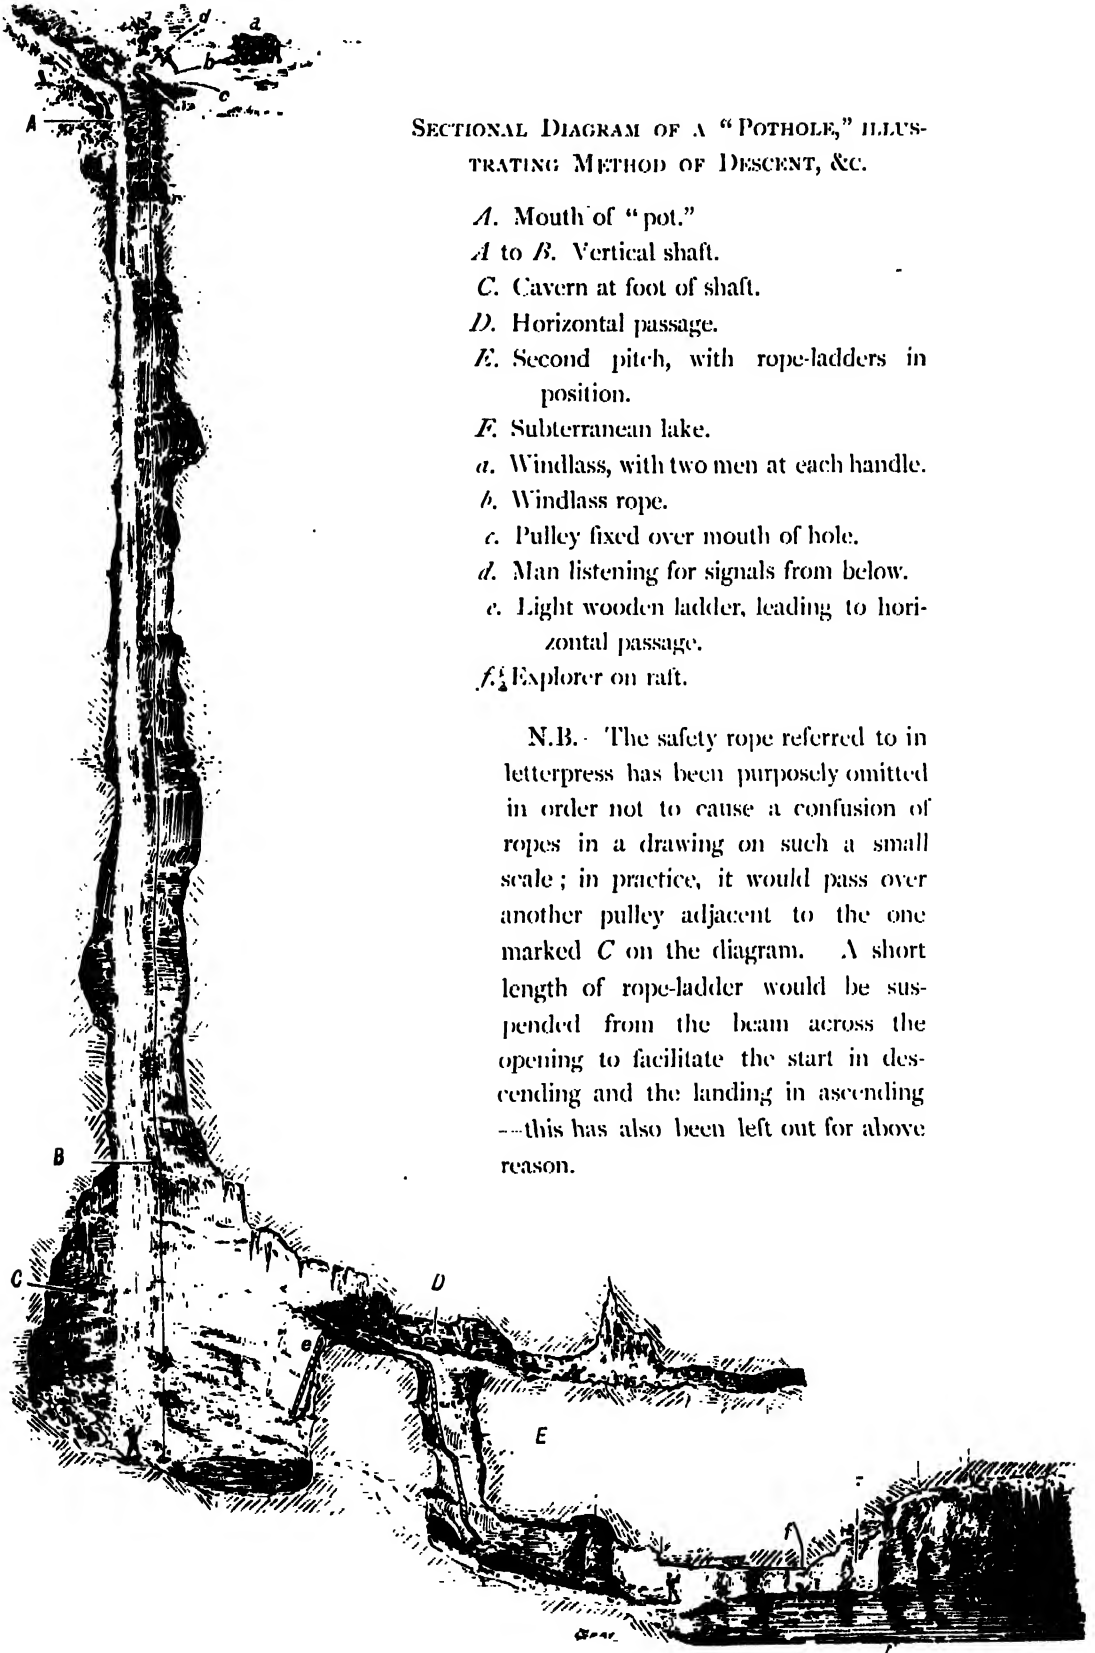 d
a
b
c
A
SECTIONAL DIAGRAM OF A “POTHOLE,” ILLUS-
TRATING METHOD OF DESCENT, &C.
A. Mouth of “pot.”
A to B. Vertical shaft.
C. Cavern at foot of shaft.
D. Horizontal passage.
E. Second pitch, with rope-ladders in
position.
F. Subterranean lake.
a. Windlass, with two men at each handle.
b. Windlass rope.
c. Pulley fixed over mouth of hole.
d. Man listening for signals from below.
e. Light wooden ladder, leading to hori-
zontal passage.
f. Explorer on raft.
N.B. - The safety rope referred to in
letterpress has been purposely omitted
in order not to cause a confusion of
ropes in a drawing on such a small
scale ; in practice, it would pass over
another pulley adjacent to the one
marked C on the diagram. A short
length of rope-ladder would be sus-
pended from the beam across the
opening to facilitate the start in des-
cending and the landing in ascending
—this has also been left out for above
reason.
B
C
D
e
E
f